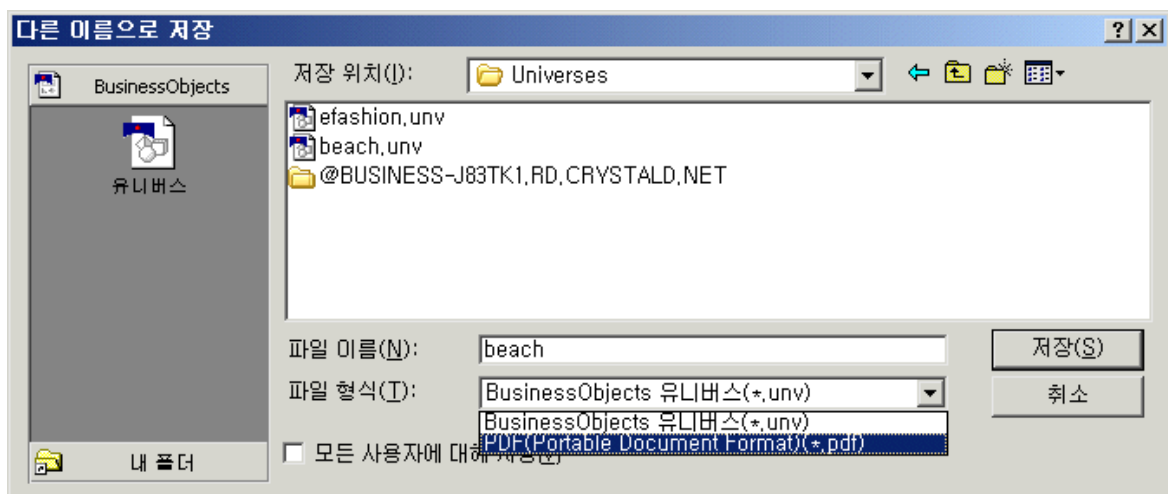 다른 이름으로 저장
BusinessObjects
유니버스
내 폴더
저장 위치(I):
Universes
efashion,unv
beach,unv
@BUSINESS-J83TK1,RD,CRYSTALD,NET
파일 이름(N):
beach
저장(S)
파일 형식(T):
BusinessObjects 유니버스(*,unv)
취소
BusinessObjects 유니버스(*,unv)
PDF(Portable Document Format)(*,pdf)
모든 사용자에 대해